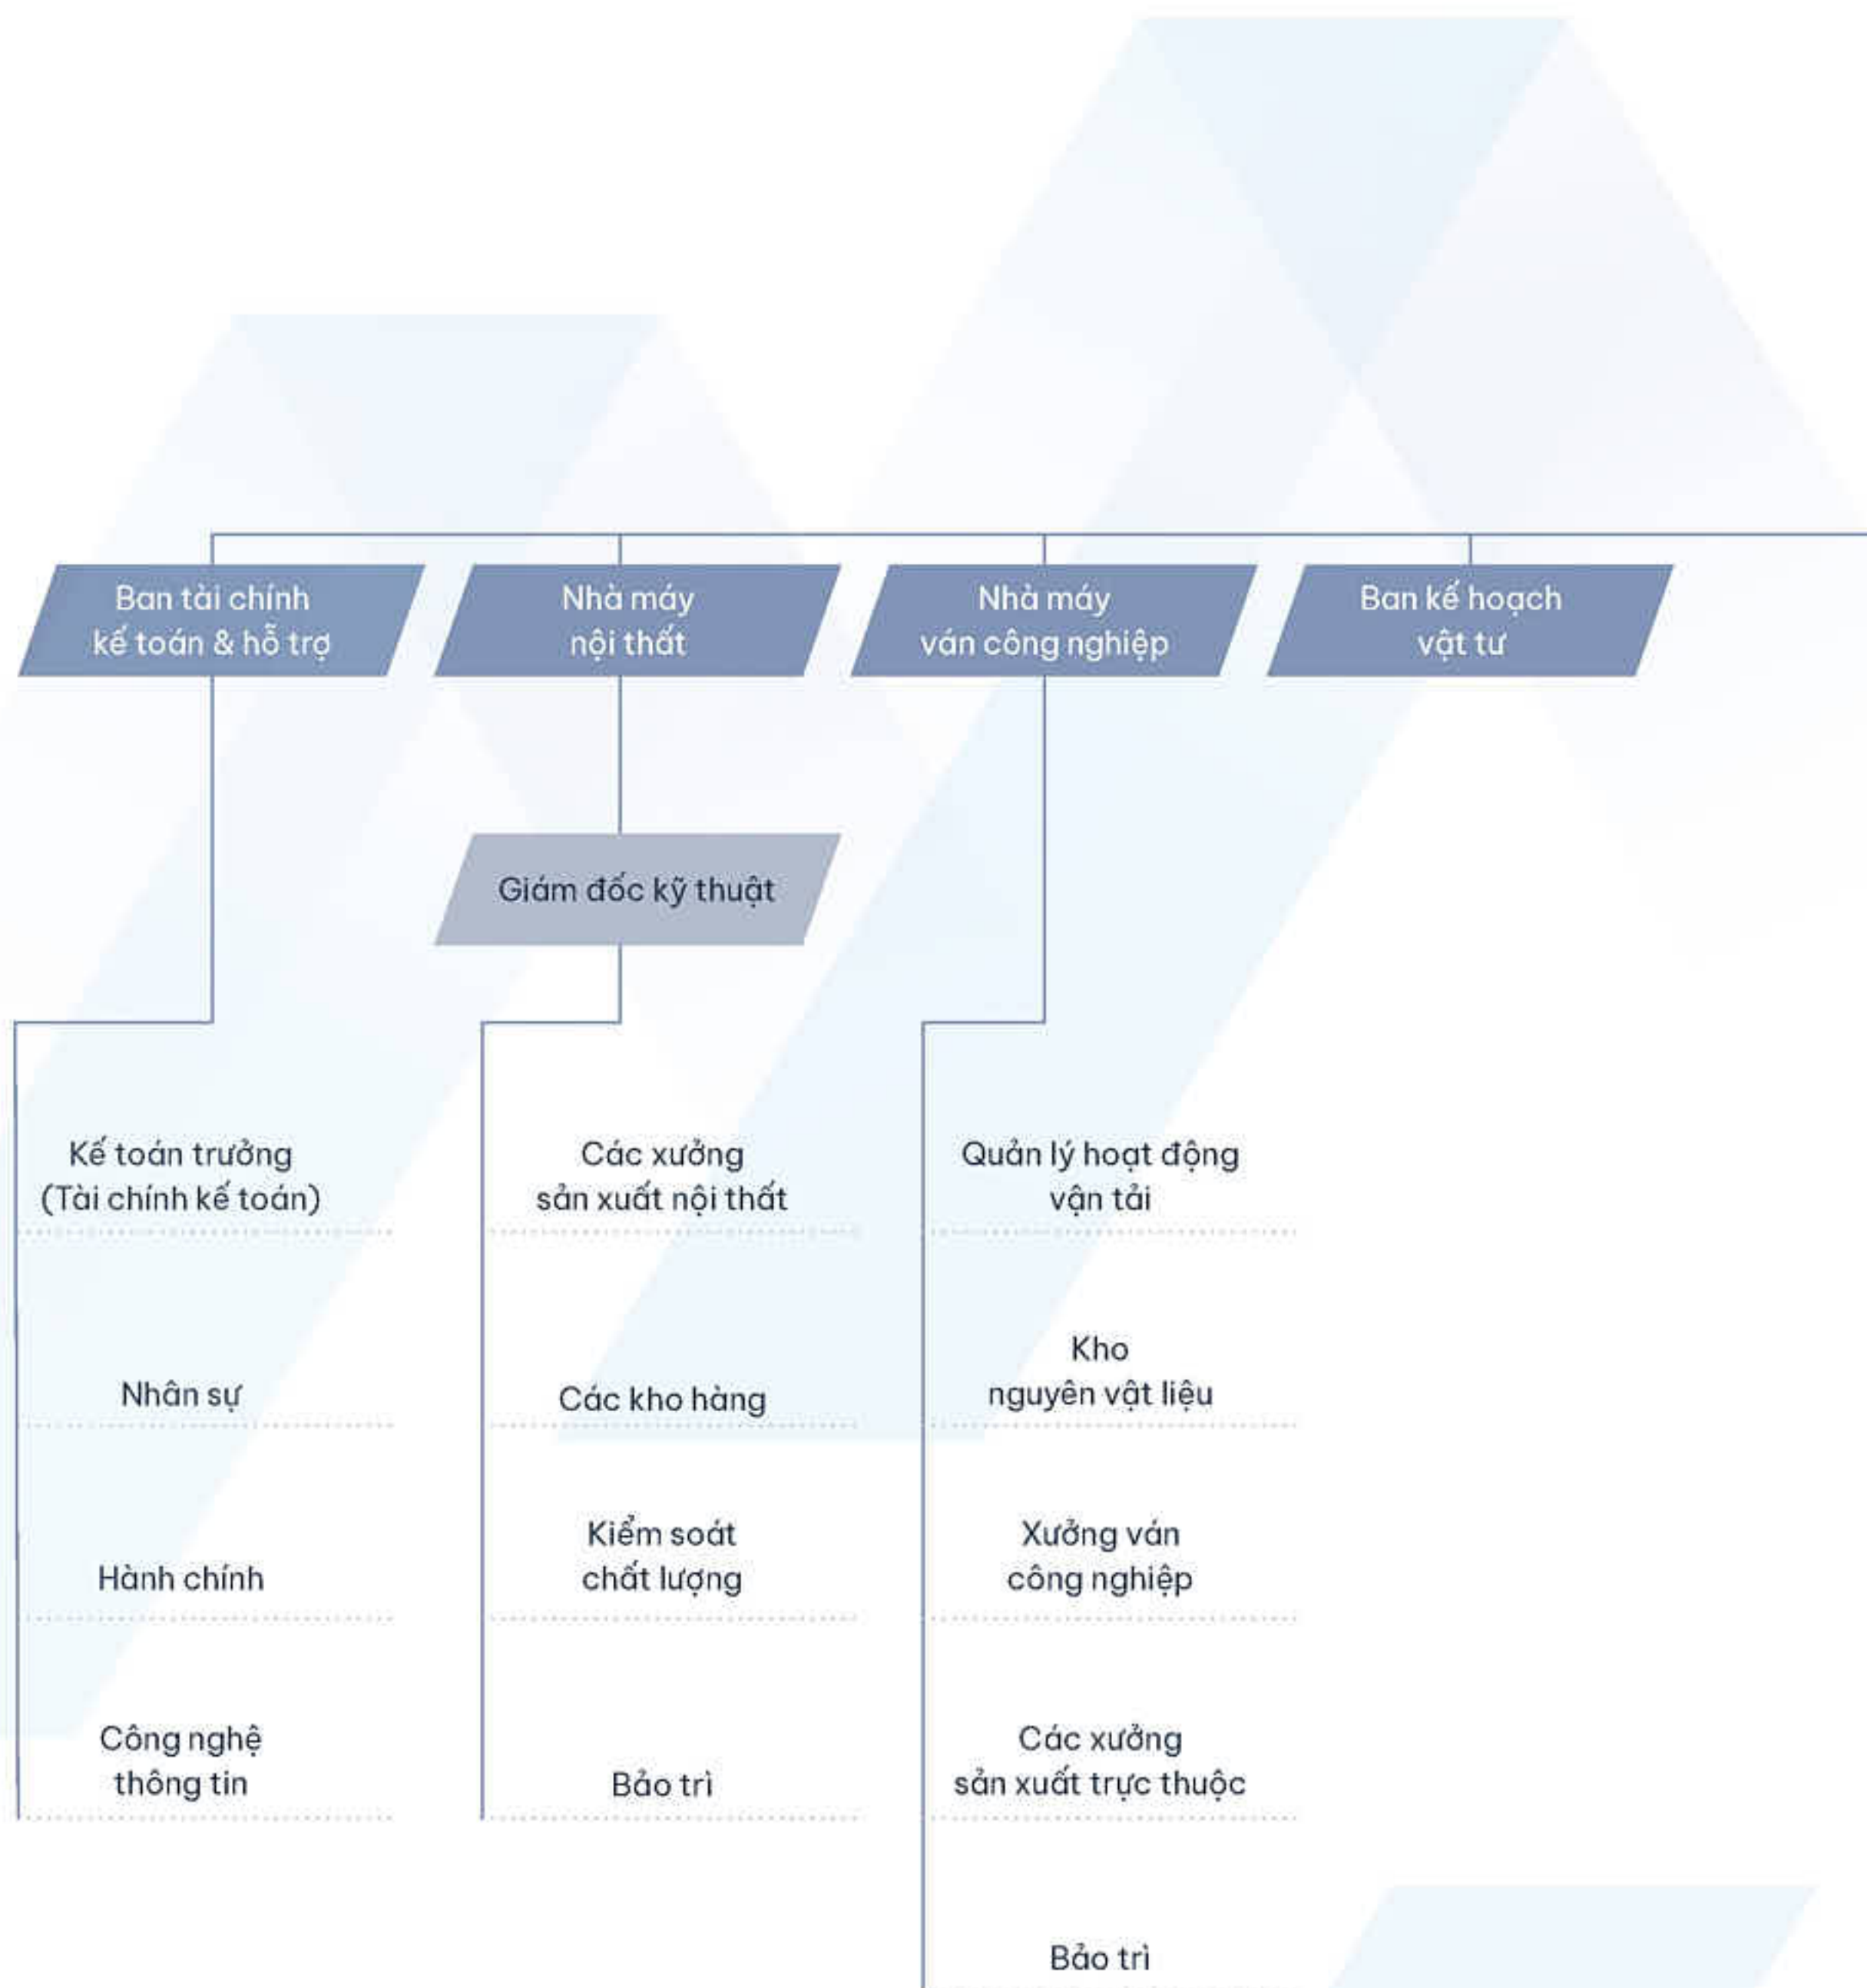 Ban tài chính
kế toán & hỗ trợ
Nhà máy
nội thất
Nhà máy
ván công nghiệp
Ban kế hoạch
vật tư
Giám đốc kỹ thuật
Kế toán trưởng
(Tài chính kế toán)
Nhân sự
Hành chính
Công nghệ
thông tin
Các xưởng
sản xuất nội thất
Các kho hàng
Kiểm soát
chất lượng
Bảo trì
Quản lý hoạt động
vận tải
Kho
nguyên vật liệu
Xưởng ván
công nghiệp
Các xưởng
sản xuất trực thuộc
Bảo trì